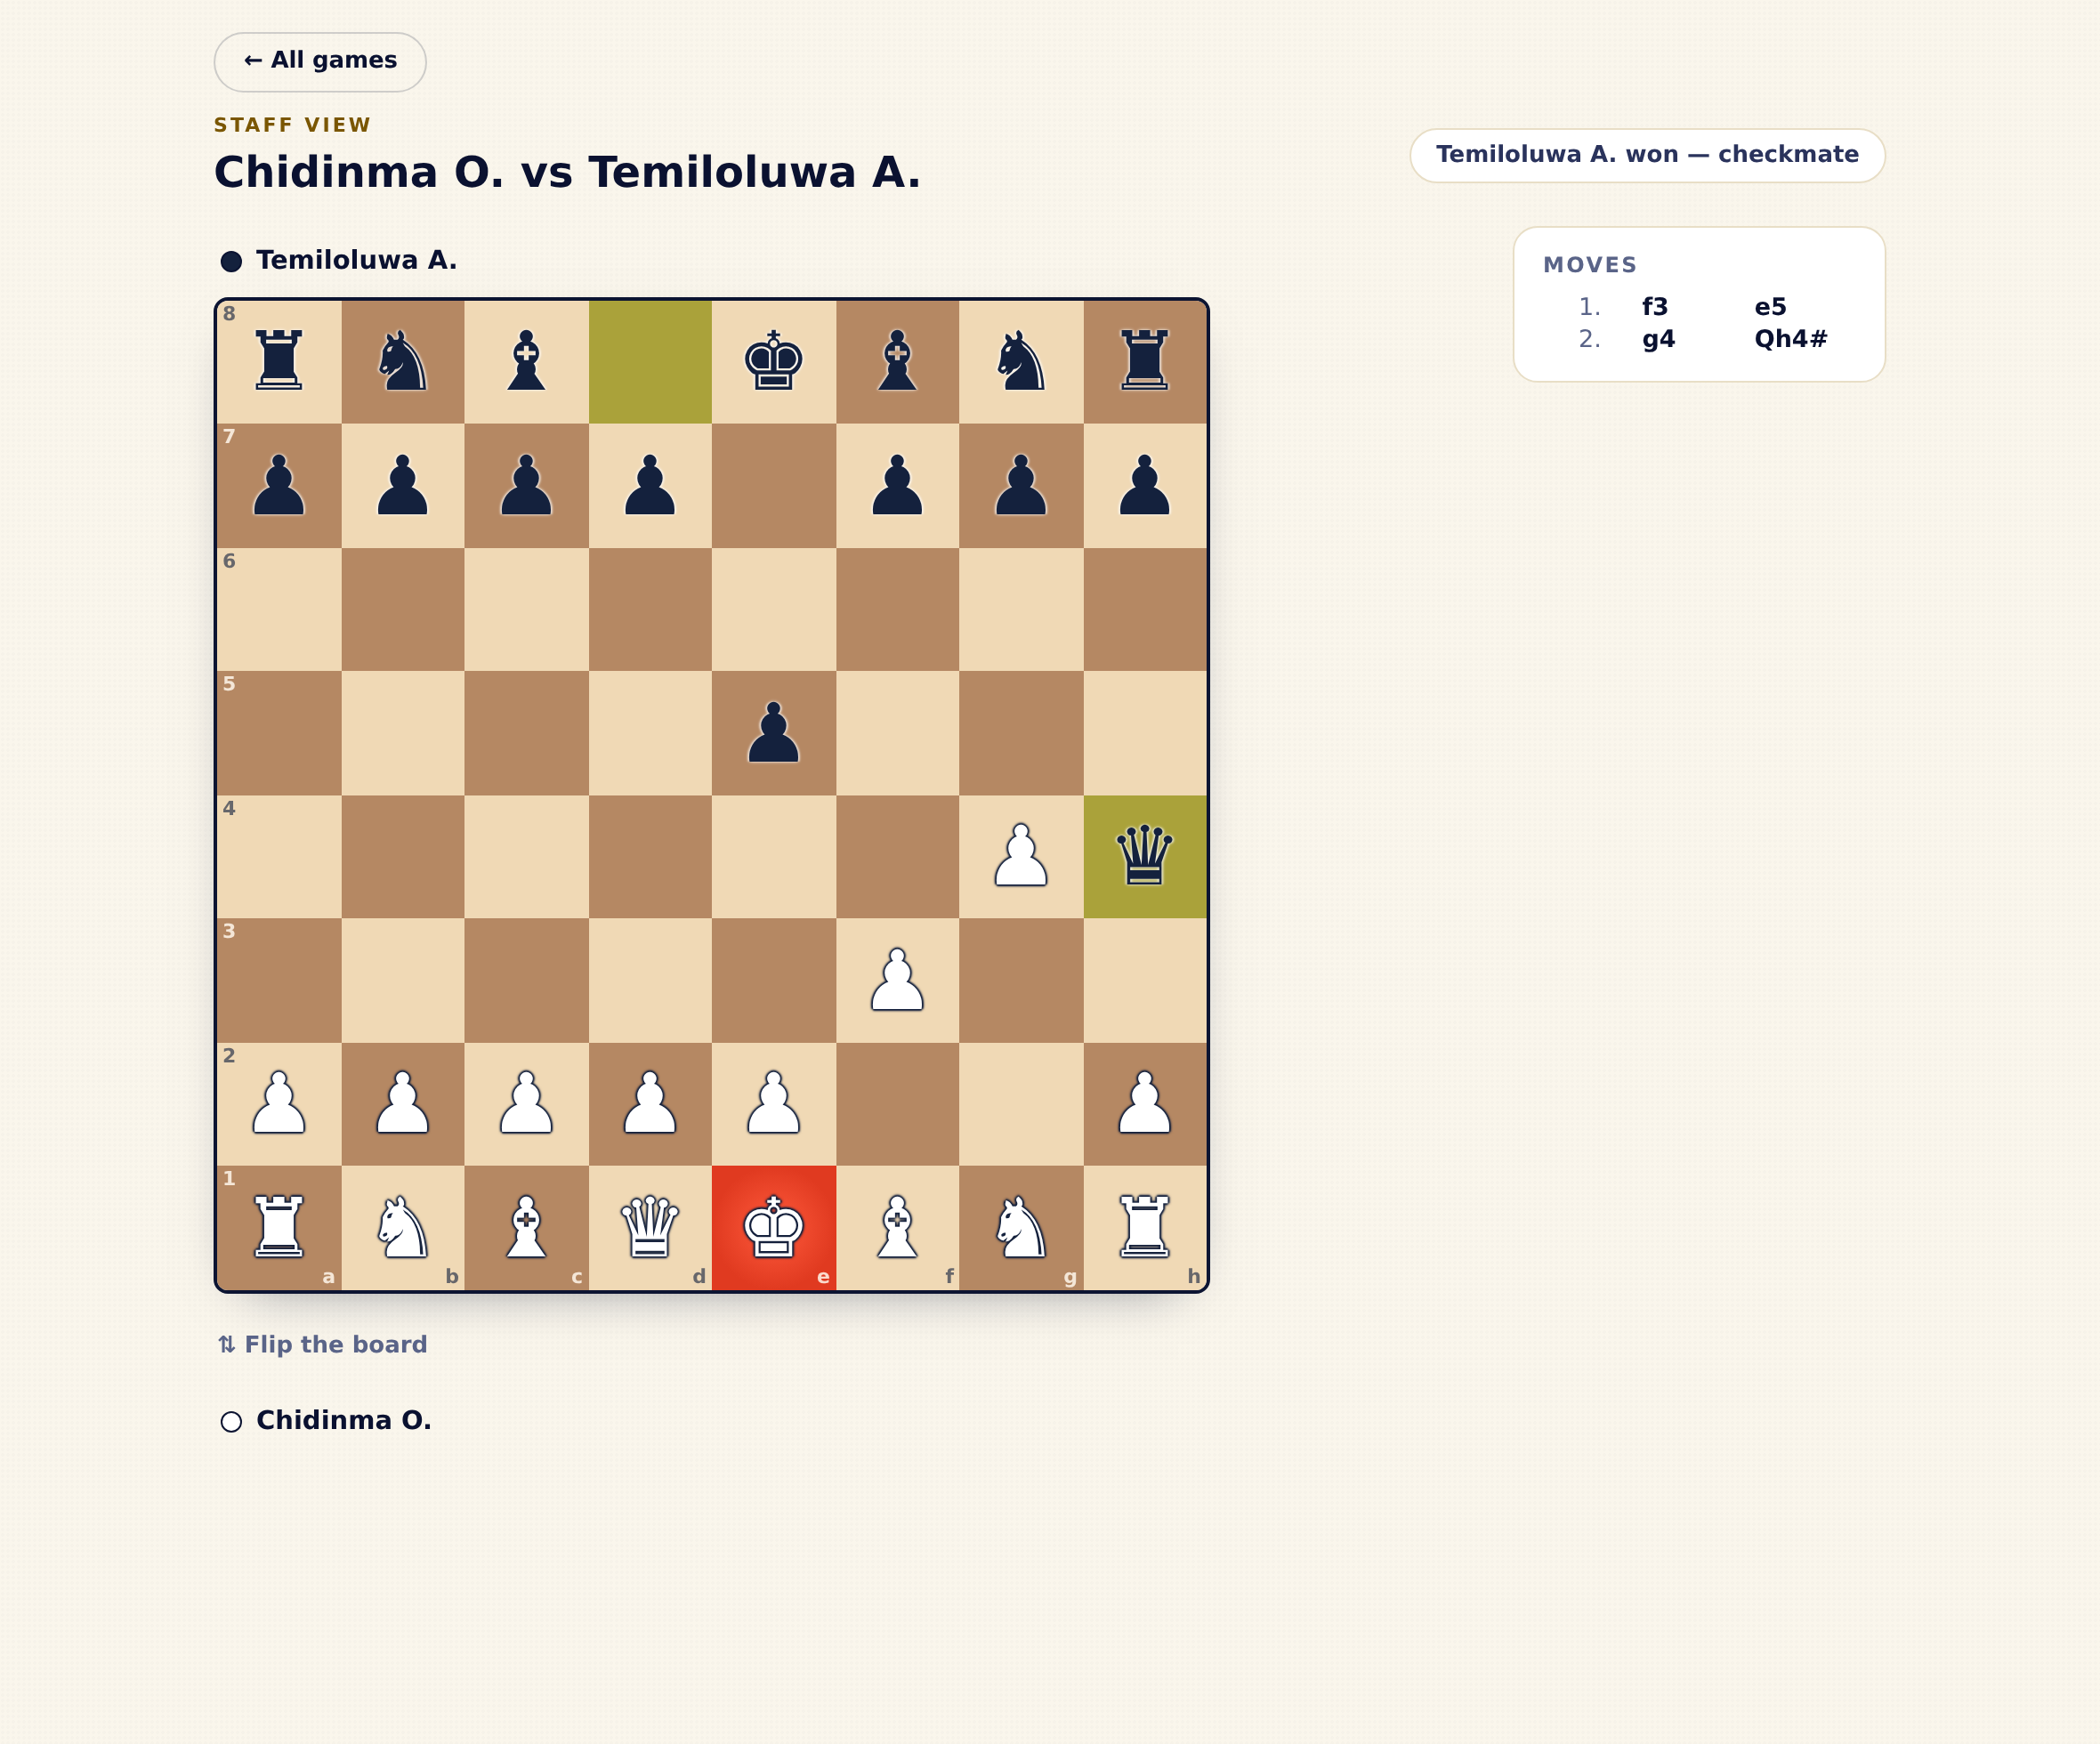 ← All games
STAFF VIEW
Chidinma O. vs Temiloluwa A.
Temiloluwa A. won — checkmate
Temiloluwa A.
MOVES
1. f3 e5
2. g4 Qh4#
8
7
6
5
4
3
2
1
a b c d e f g h
⇅ Flip the board
Chidinma O.